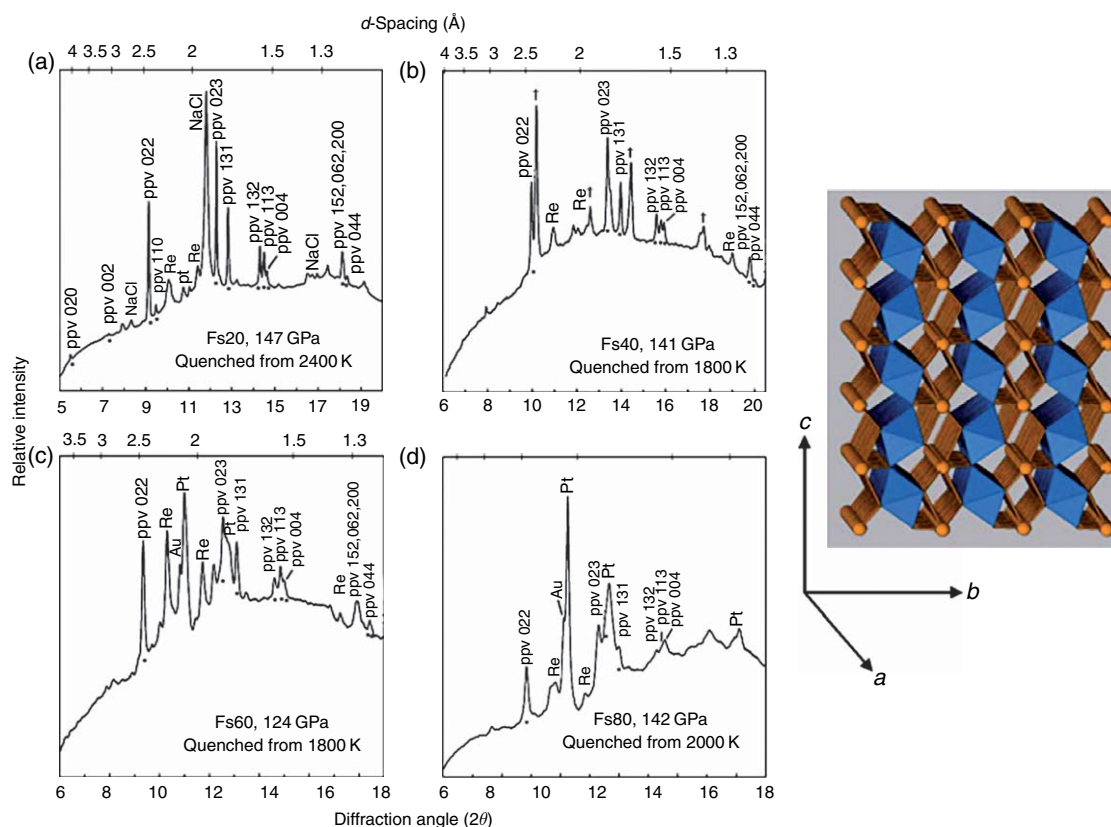 d-Spacing (Å)
(a)
4 3.5 3 2.5 2 1.5 1.3
ppv 020
ppv 002
NaCl
ppv 022
ppv 110
Re
pt
Re
NaCl
ppv 023
ppv 131
ppv 132
ppv 113
ppv 004
NaCl
ppv 152,062,200
ppv 044
Fs20, 147 GPa
Quenched from 2400 K
5 7 9 11 13 15 17 19
(b)
4 3.5 3 2.5 2 1.5 1.3
ppv 022
†
Re
Re
†
ppv 023
ppv 131
†
ppv 132
ppv 113
ppv 004
†
Re
ppv 152,062,200
ppv 044
Fs40, 141 GPa
Quenched from 1800 K
6 8 10 12 14 16 18 20
Relative intensity
(c)
3.5 3 2.5 2 1.5 1.3
ppv 022
Re
Au
Pt
Re
ppv 023
Pt
ppv 131
ppv 132
ppv 113
ppv 004
Re
ppv 152,062,200
ppv 044
Fs60, 124 GPa
Quenched from 1800 K
6 8 10 12 14 16 18
(d)
ppv 022
Re
Au
Pt
Re
ppv 023
Pt
ppv 131
ppv 132
ppv 113
ppv 004
Pt
Fs80, 142 GPa
Quenched from 2000 K
6 8 10 12 14 16 18
Diffraction angle (2θ)
c
b
a